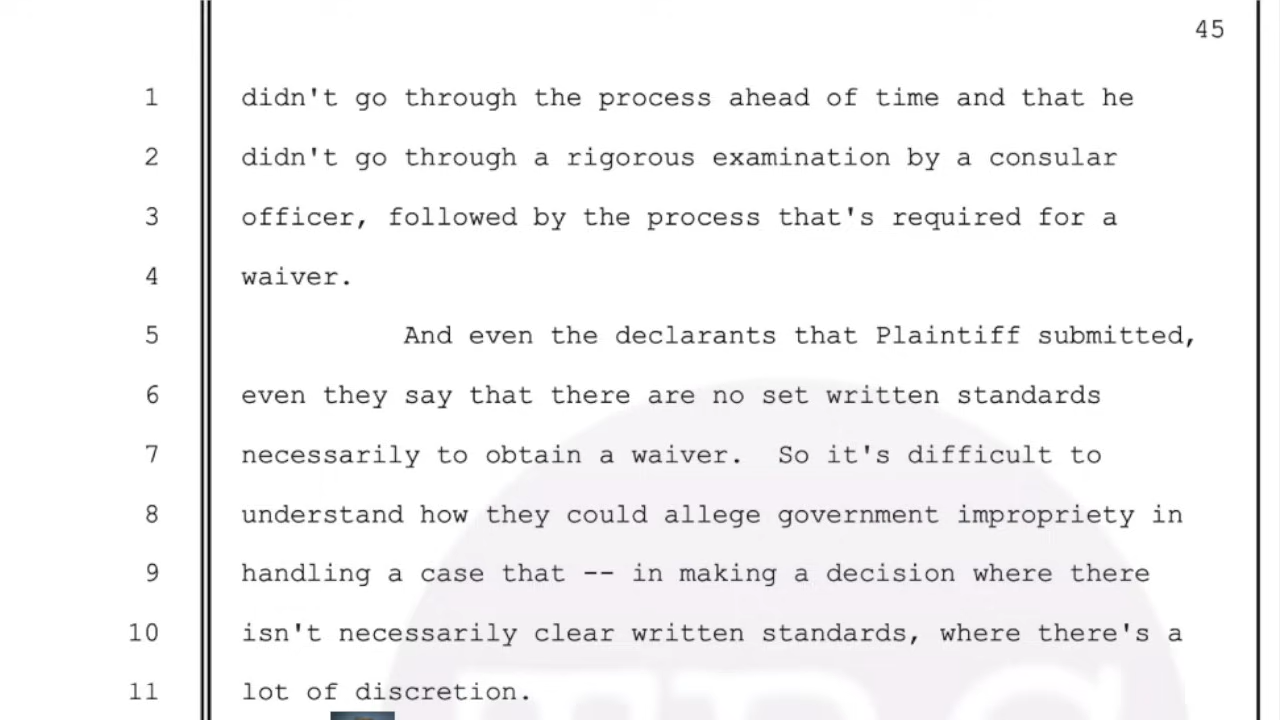 45
1 didn't go through the process ahead of time and that he
2 didn't go through a rigorous examination by a consular
3 officer, followed by the process that's required for a
4 waiver.
5 And even the declarants that Plaintiff submitted,
6 even they say that there are no set written standards
7 necessarily to obtain a waiver. So it's difficult to
8 understand how they could allege government impropriety in
9 handling a case that -- in making a decision where there
10 isn't necessarily clear written standards, where there's a
11 lot of discretion.